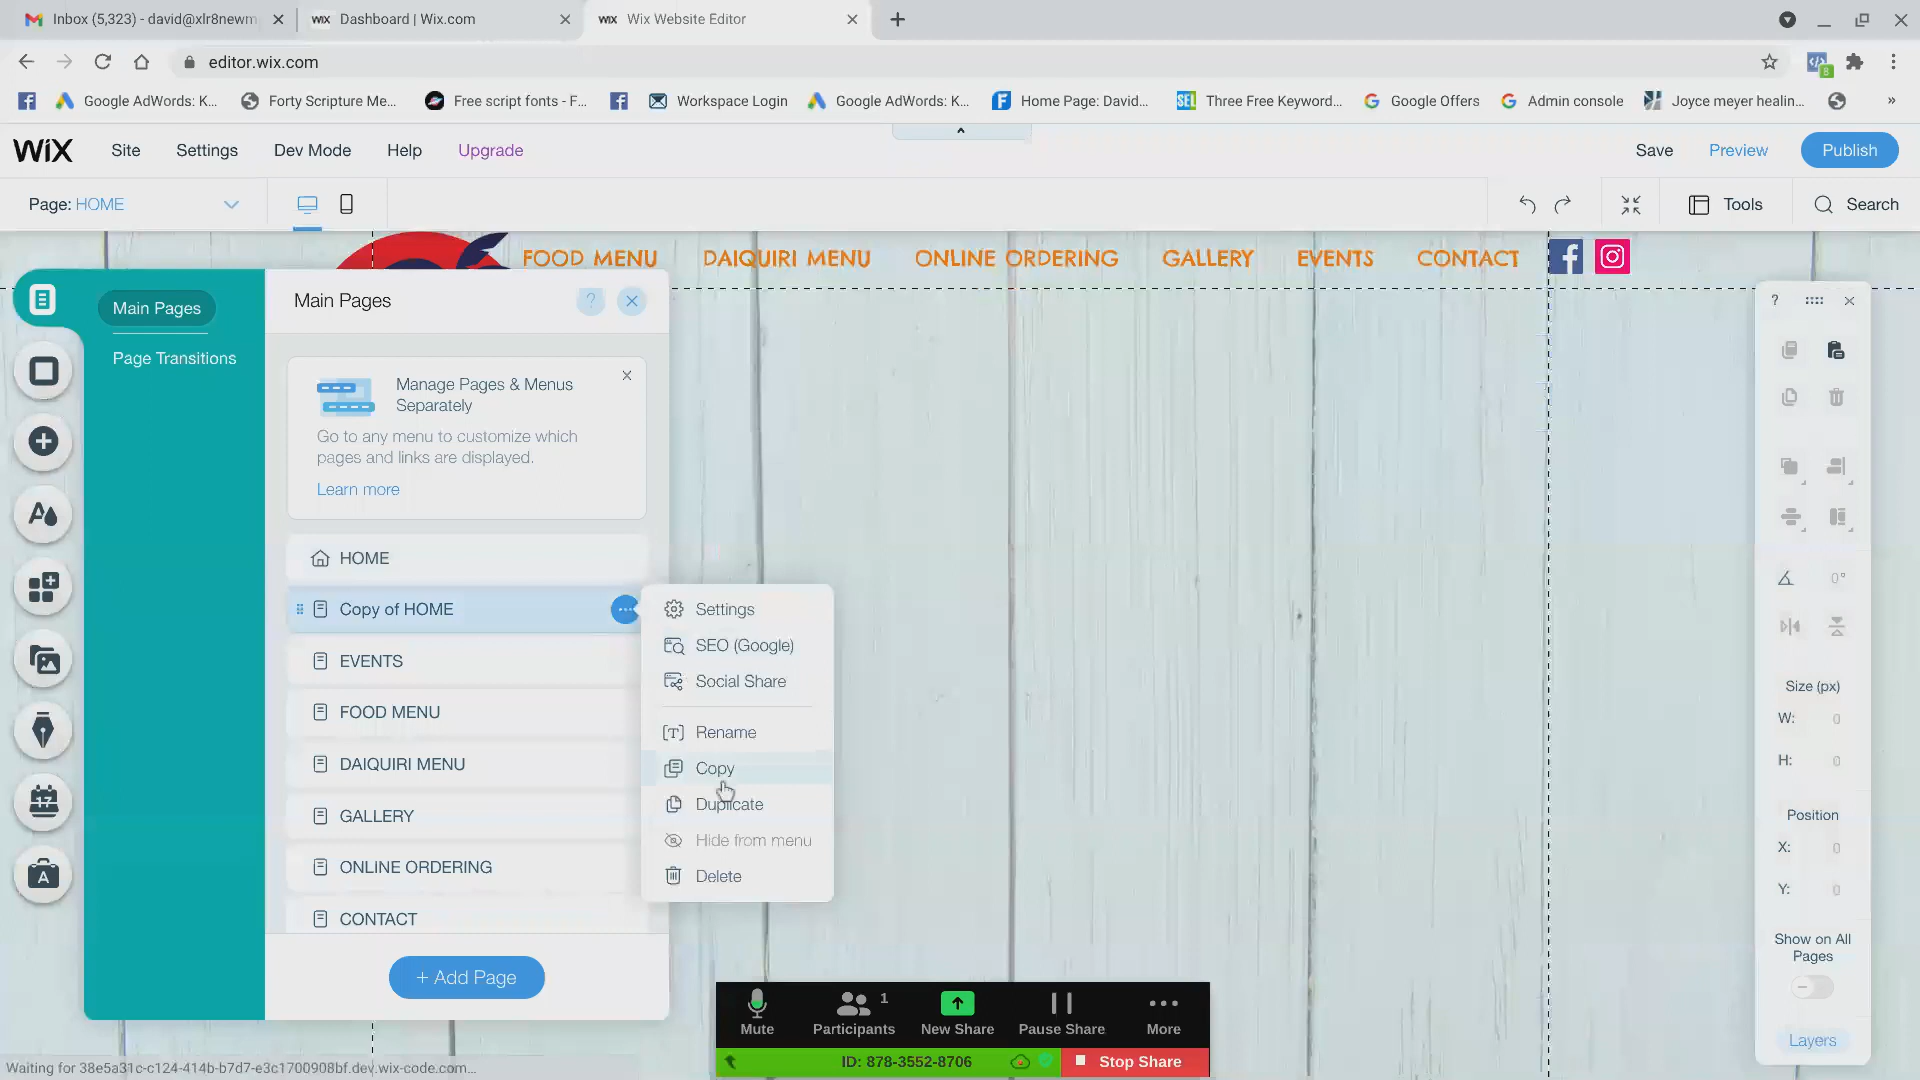 Inbox (5,323) - david@xlr8newm
Dashboard | Wix.com
Wix Website Editor
editor.wix.com
Google AdWords: K...
Forty Scripture Me...
Free script fonts - F...
Workspace Login
Google AdWords: K...
Home Page: David...
Three Free Keyword...
Google Offers
Admin console
Joyce meyer healin...
»
WiX
Site
Settings
Dev Mode
Help
Upgrade
Save
Preview
Publish
Page: HOME
Tools
Search
FOOD MENU
DAIQUIRI MENU
ONLINE ORDERING
GALLERY
EVENTS
CONTACT
Main Pages
Page Transitions
Main Pages
?
Manage Pages & Menus
Separately
Go to any menu to customize which
pages and links are displayed.
Learn more
HOME
Copy of HOME
EVENTS
FOOD MENU
DAIQUIRI MENU
GALLERY
ONLINE ORDERING
CONTACT
+ Add Page
Settings
SEO (Google)
Social Share
Rename
Copy
Duplicate
Hide from menu
Delete
?
0°
Size (px)
W: 0
H: 0
Position
X: 0
Y: 0
Show on All
Pages
Layers
Mute
Participants 1
New Share
Pause Share
More
ID: 878-3552-8706
Stop Share
Waiting for 38e5a31c-c124-414b-b7d7-e3c1700908bf.dev.wix-code.com...